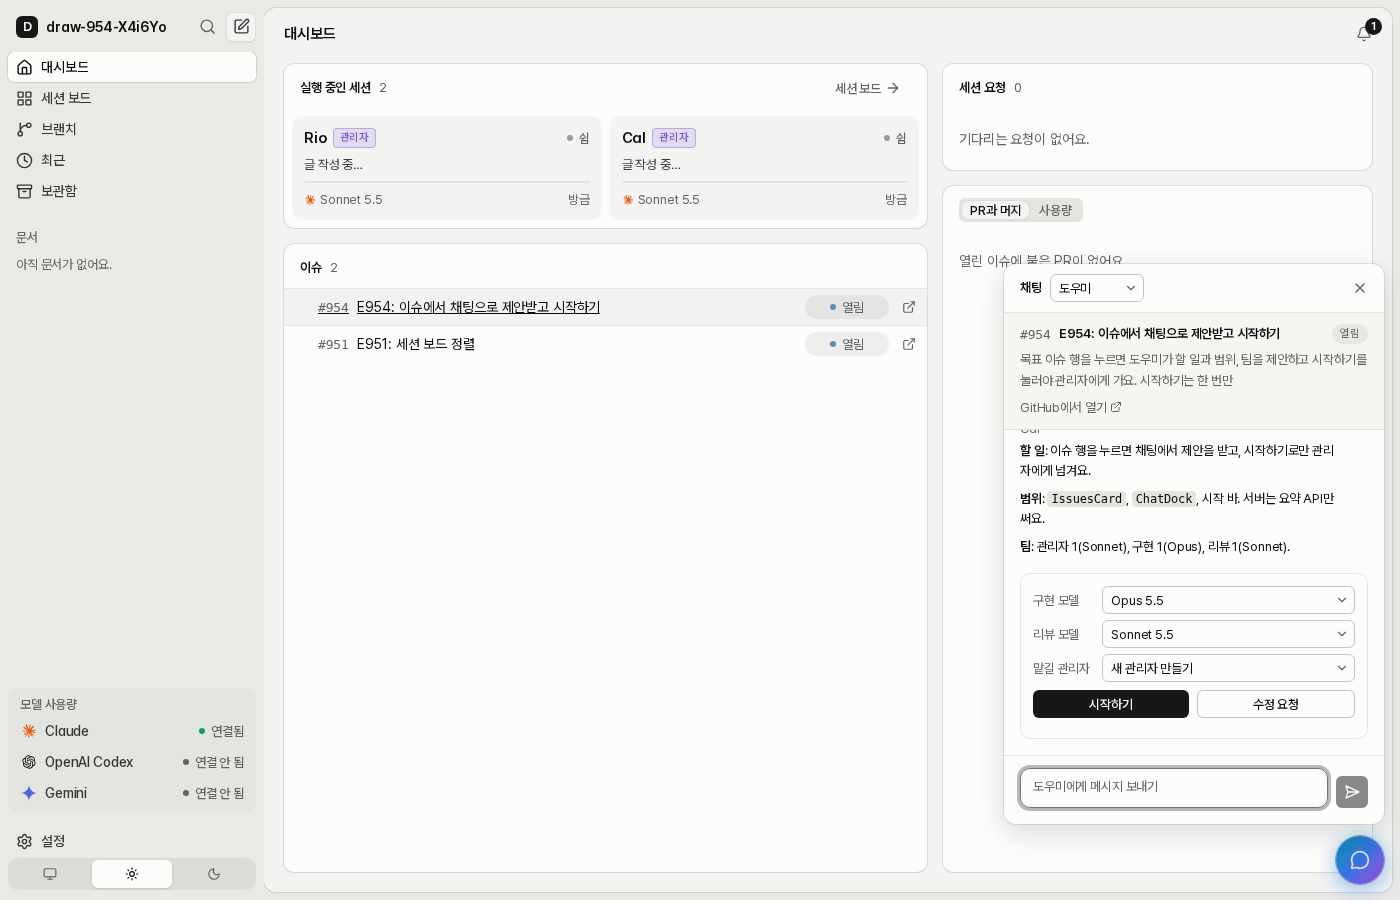 D draw-954-X4i6Yo
대시보드
세션 보드
브랜치
최근
보관함
문서
아직 문서가 없어요.
모델 사용량
Claude 연결됨
OpenAI Codex 연결 안 됨
Gemini 연결 안 됨
설정
대시보드
1
실행 중인 세션 2 세션 보드
Rio 관리자 쉼
글 작성 중...
Sonnet 5.5 방금
Cal 관리자 쉼
글 작성 중...
Sonnet 5.5 방금
이슈 2
#954 E954: 이슈에서 채팅으로 제안받고 시작하기 열림
#951 E951: 세션 보드 정렬 열림
세션 요청 0
기다리는 요청이 없어요.
PR과 머지 사용량
열린 이슈에 붙은 PR이 없어요
채팅 도우미
#954 E954: 이슈에서 채팅으로 제안받고 시작하기 열림
목표 이슈 행을 누르면 도우미가 할 일과 범위, 팀을 제안하고 시작하기를
눌러야 관리자에게 가요. 시작하기는 한 번만
GitHub에서 열기
할 일: 이슈 행을 누르면 채팅에서 제안을 받고, 시작하기로만 관리
자에게 넘겨요.
범위: IssuesCard, ChatDock, 시작 바. 서버는 요약 API만
써요.
팀: 관리자 1(Sonnet), 구현 1(Opus), 리뷰 1(Sonnet).
구현 모델 Opus 5.5
리뷰 모델 Sonnet 5.5
맡길 관리자 새 관리자 만들기
시작하기 수정 요청
도우미에게 메시지 보내기